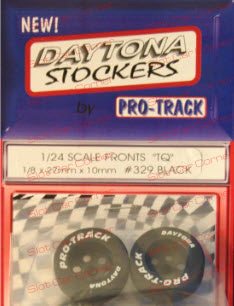 NEW!
DAYTONA
STOCKERS
by PRO-TRACK
1/24 SCALE FRONTS "TQ"
1/8 x 27mm x 10mm #329 BLACK
PRO-TRACK
DAYTONA
DAYTONA
PRO-TRACK